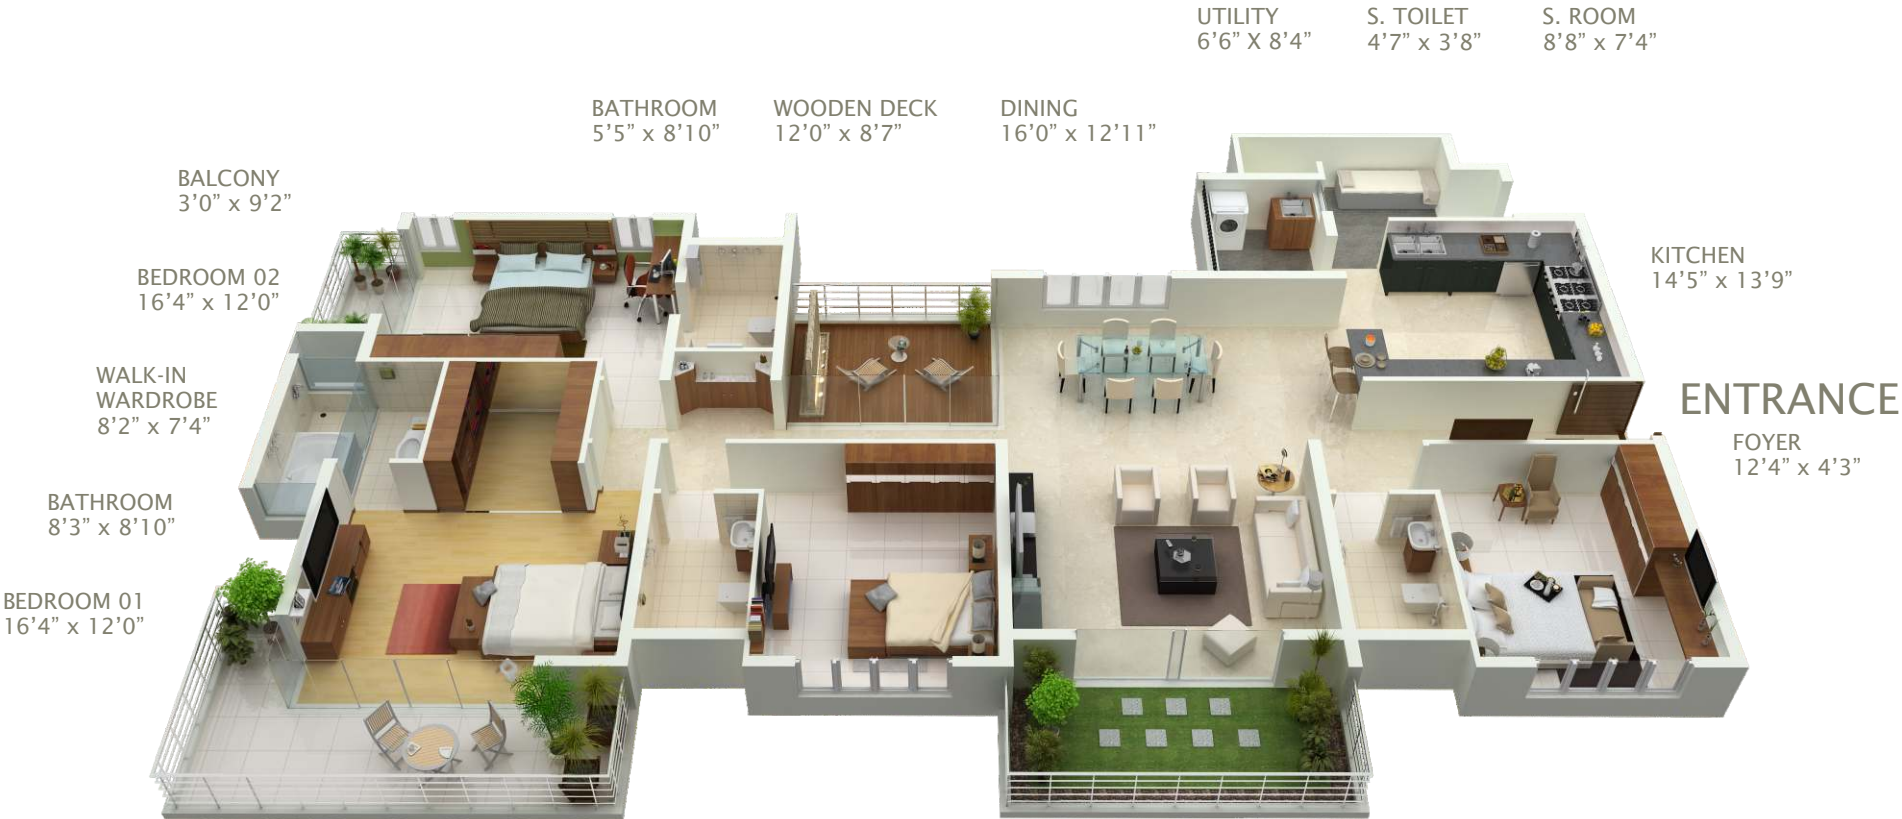 UTILITY
6’6” X 8’4”
S. TOILET
4’7” x 3’8”
S. ROOM
8’8” x 7’4”
BATHROOM
5’5” x 8’10”
WOODEN DECK
12’0” x 8’7”
DINING
16’0” x 12’11”
BALCONY
3’0” x 9’2”
BEDROOM 02
16’4” x 12’0”
KITCHEN
14’5” x 13’9”
WALK-IN
WARDROBE
8’2” x 7’4”
ENTRANCE
FOYER
12’4” x 4’3”
BATHROOM
8’3” x 8’10”
BEDROOM 01
16’4” x 12’0”